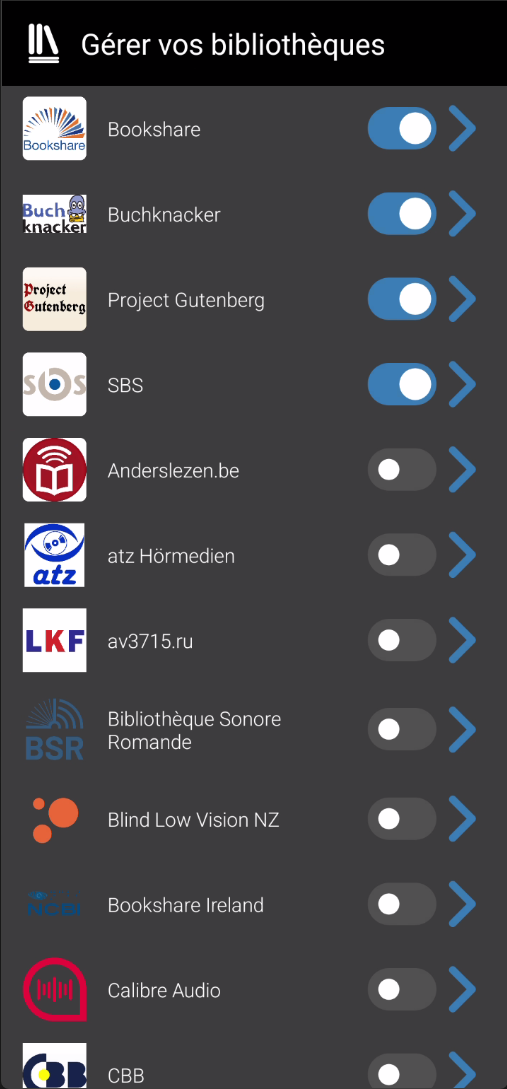 Gérer vos bibliothèques
Bookshare
Bookshare
Buch
knacker
Buchknacker
Project
Gutenberg
Project Gutenberg
sbs
SBS
Anderslezen.be
atz
atz Hörmedien
LKF
av3715.ru
BSR
Bibliothèque Sonore
Romande
Blind Low Vision NZ
Bookshare Ireland
Calibre Audio
CBB
CBB